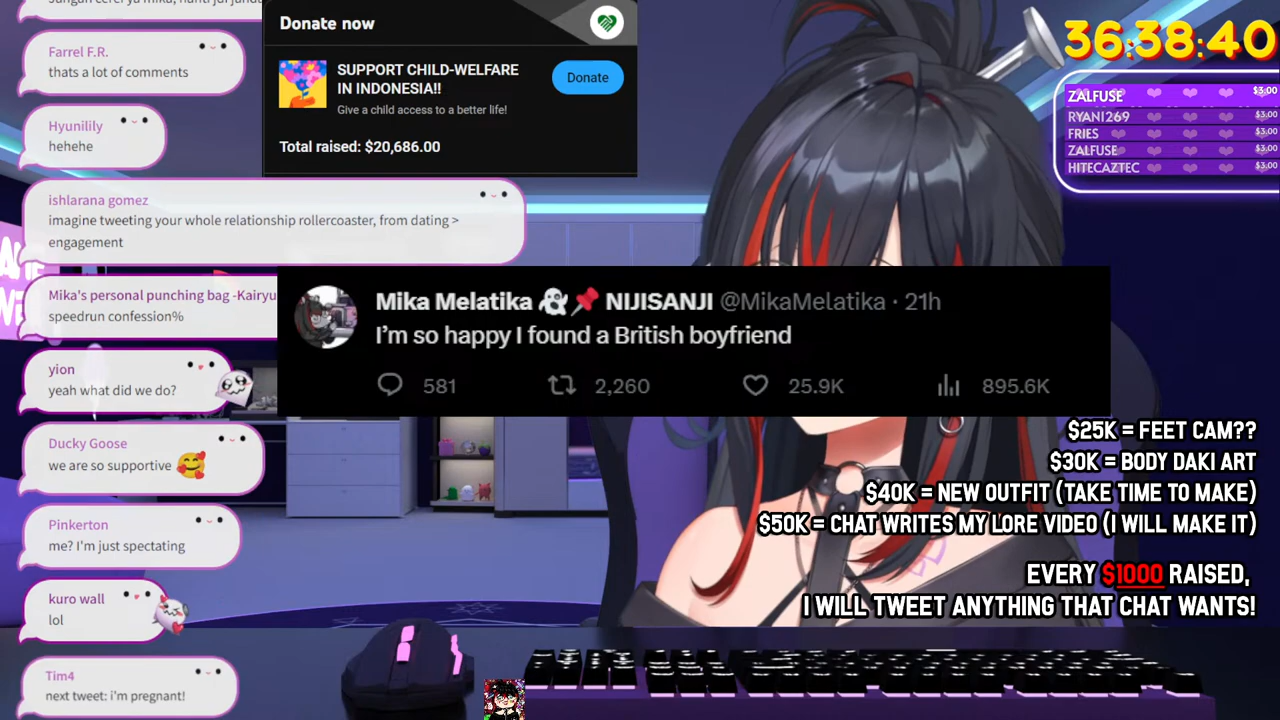 Farrel F.R.
thats a lot of comments
Hyunilily
hehehe
ishlarana gomez
imagine tweeting your whole relationship rollercoaster, from dating >
engagement
Mika's personal punching bag -Kairyu
speedrun confession%
yion
yeah what did we do?
Ducky Goose
we are so supportive 🥰
Pinkerton
me? I'm just spectating
kuro wall
lol
Tim4
next tweet: i'm pregnant!
Donate now
SUPPORT CHILD-WELFARE
IN INDONESIA!!
Give a child access to a better life!
Donate
Total raised: $20,686.00
Mika Melatika 👻📌 NIJISANJI @MikaMelatika · 21h
I'm so happy I found a British boyfriend
581 2,260 25.9K 895.6K
36:38:40
ZALFUSE $3.00
RYANI269 $3.00
FRIES $3.00
ZALFUSE $3.00
HITECAZTEC $3.00
$25K = FEET CAM??
$30K = BODY DAKI ART
$40K = NEW OUTFIT (TAKE TIME TO MAKE)
$50K = CHAT WRITES MY LORE VIDEO (I WILL MAKE IT)
EVERY $1000 RAISED,
I WILL TWEET ANYTHING THAT CHAT WANTS!